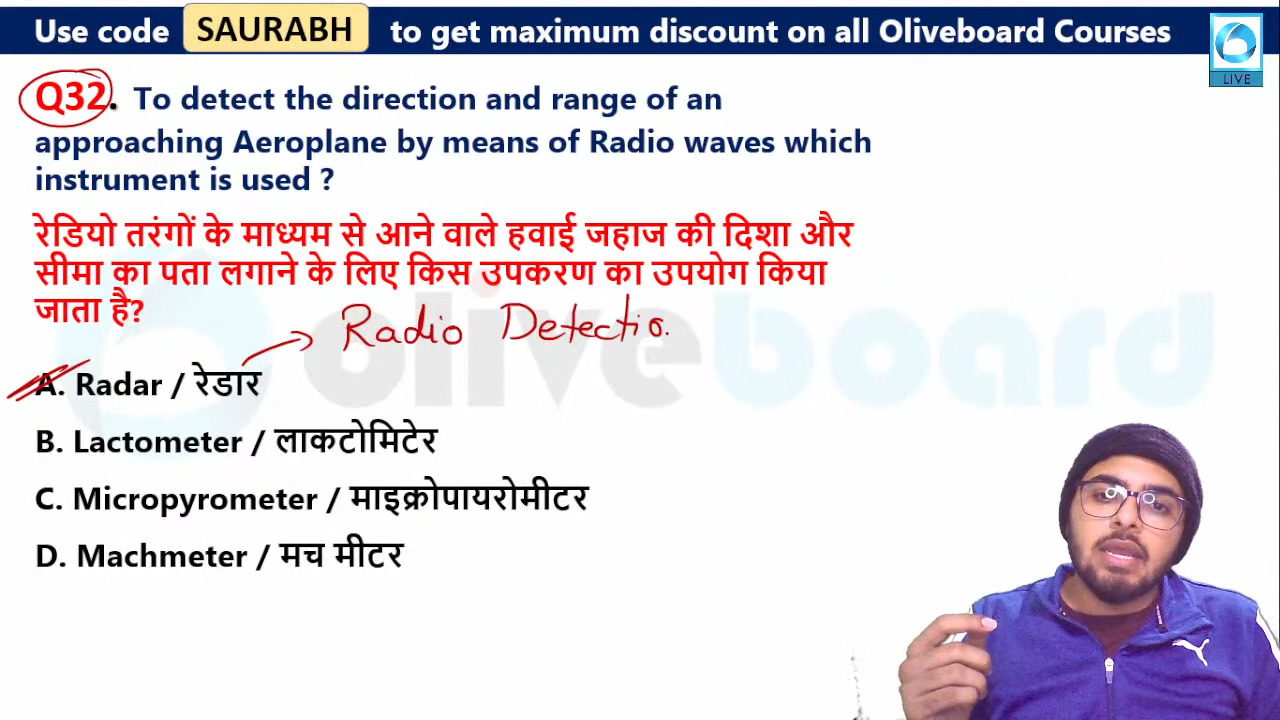 Use code SAURABH to get maximum discount on all Oliveboard Courses
LIVE
Q32. To detect the direction and range of an
approaching Aeroplane by means of Radio waves which
instrument is used ?
रेडियो तरंगों के माध्यम से आने वाले हवाई जहाज की दिशा और
सीमा का पता लगाने के लिए किस उपकरण का उपयोग किया
जाता है?
Radio Detectio
oliveboard
A. Radar / रेडार
B. Lactometer / लाकटोमिटेर
C. Micropyrometer / माइक्रोपायरोमीटर
D. Machmeter / मच मीटर